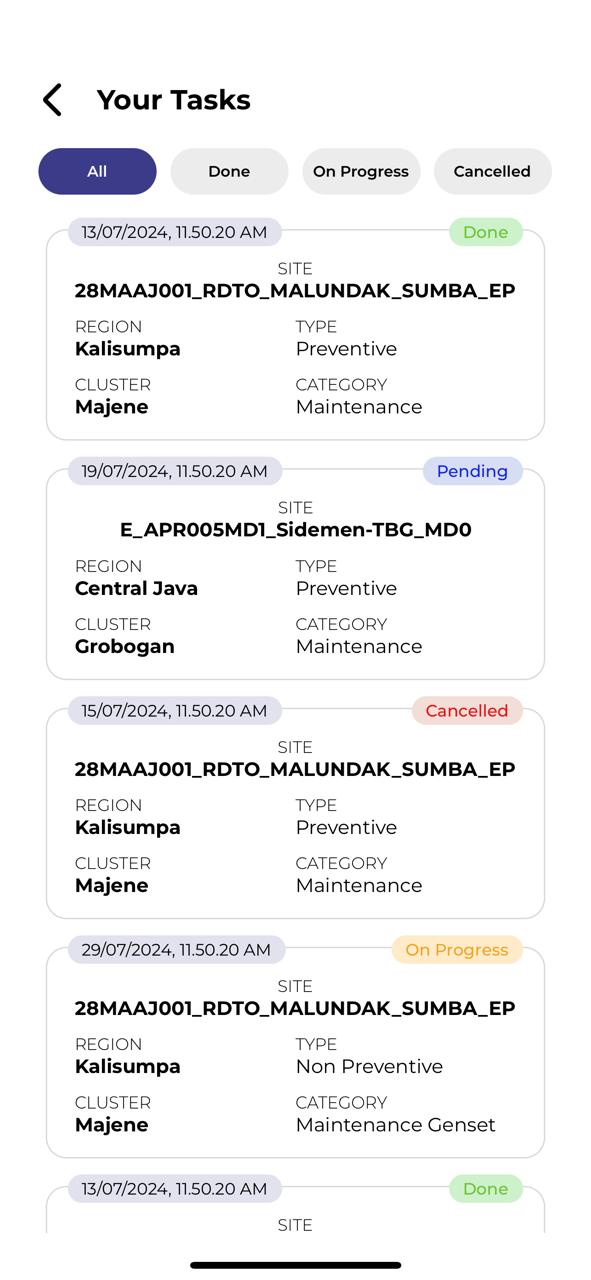 Your Tasks
All Done On Progress Cancelled
13/07/2024, 11.50.20 AM Done
SITE
28MAAJ001_RDTO_MALUNDAK_SUMBA_EP
REGION TYPE
Kalisumpa Preventive
CLUSTER CATEGORY
Majene Maintenance
19/07/2024, 11.50.20 AM Pending
SITE
E_APR005MD1_Sidemen-TBG_MD0
REGION TYPE
Central Java Preventive
CLUSTER CATEGORY
Grobogan Maintenance
15/07/2024, 11.50.20 AM Cancelled
SITE
28MAAJ001_RDTO_MALUNDAK_SUMBA_EP
REGION TYPE
Kalisumpa Preventive
CLUSTER CATEGORY
Majene Maintenance
29/07/2024, 11.50.20 AM On Progress
SITE
28MAAJ001_RDTO_MALUNDAK_SUMBA_EP
REGION TYPE
Kalisumpa Non Preventive
CLUSTER CATEGORY
Majene Maintenance Genset
13/07/2024, 11.50.20 AM Done
SITE